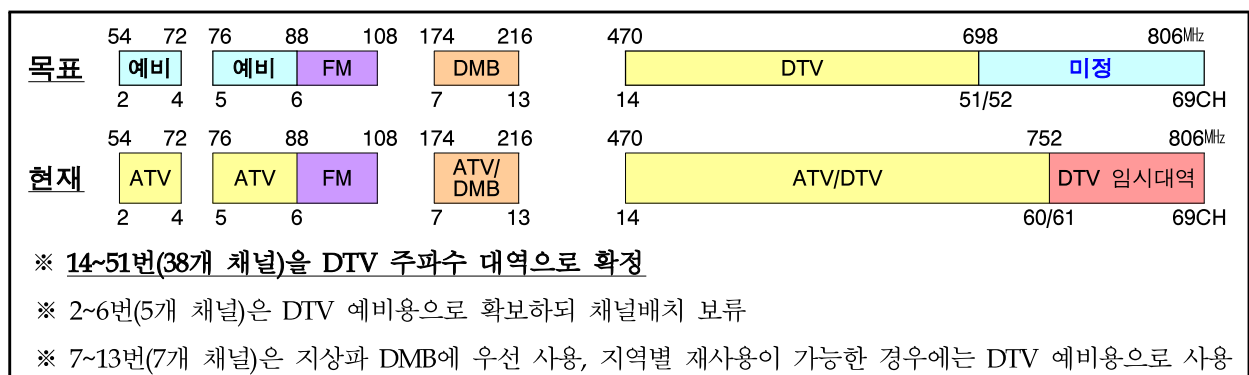 54 72 76 88 108 174 216 470 698 806㎒
목표 예비 예비 FM DMB DTV 미정
2 4 5 6 7 13 14 51/52 69CH
54 72 76 88 108 174 216 470 752 806㎒
현재 ATV ATV FM ATV/DMB ATV/DTV DTV 임시대역
2 4 5 6 7 13 14 60/61 69CH
※ 14~51번(38개 채널)을 DTV 주파수 대역으로 확정
※ 2~6번(5개 채널)은 DTV 예비용으로 확보하되 채널배치 보류
※ 7~13번(7개 채널)은 지상파 DMB에 우선 사용, 지역별 재사용이 가능한 경우에는 DTV 예비용으로 사용